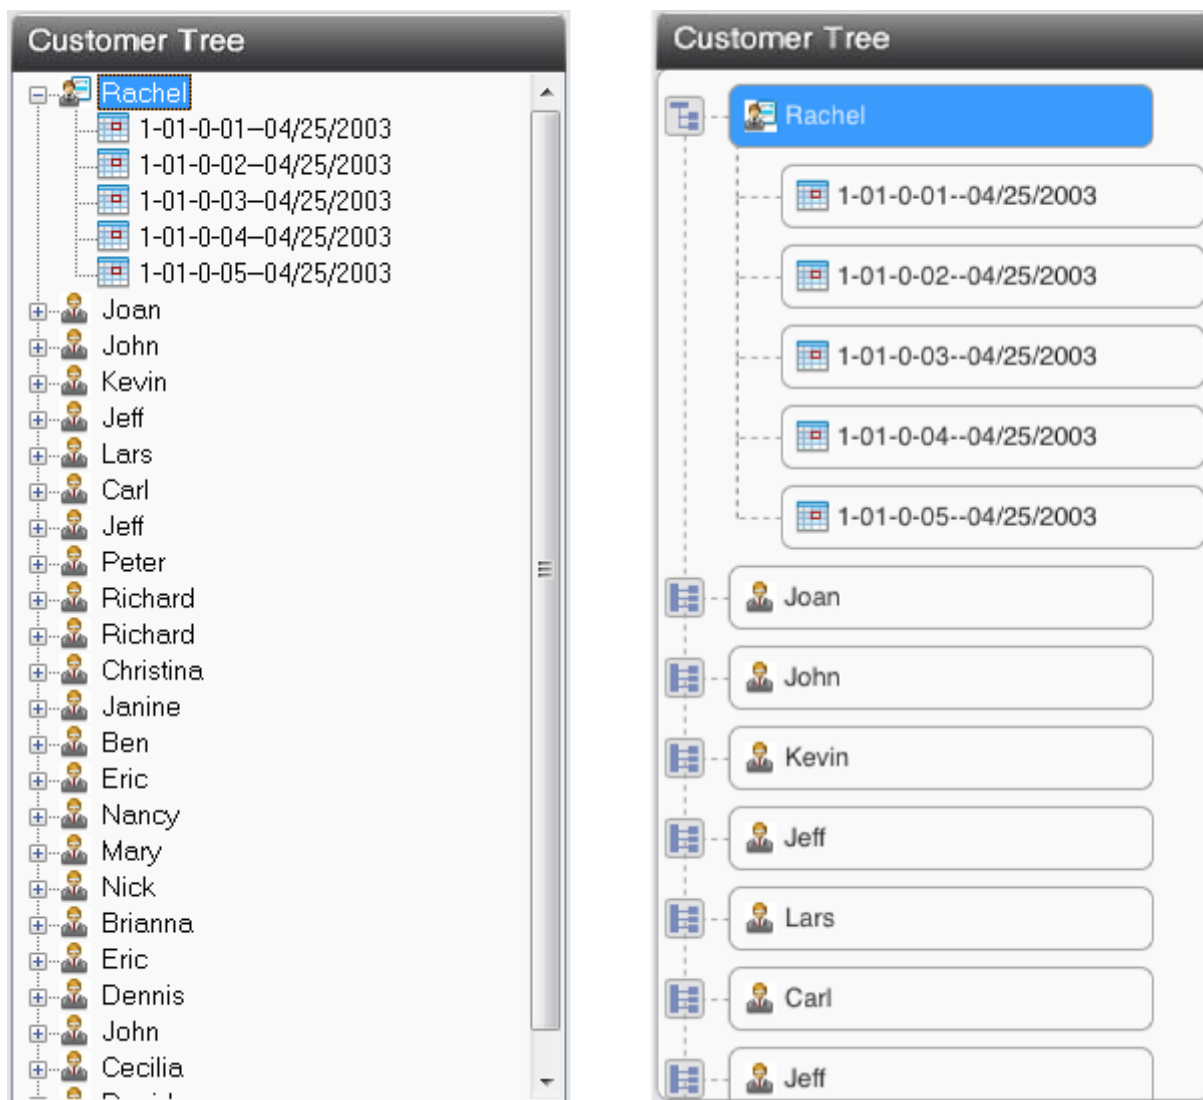 Customer Tree
Rachel
1-01-0-01--04/25/2003
1-01-0-02--04/25/2003
1-01-0-03--04/25/2003
1-01-0-04--04/25/2003
1-01-0-05--04/25/2003
Joan
John
Kevin
Jeff
Lars
Carl
Jeff
Peter
Richard
Richard
Christina
Janine
Ben
Eric
Nancy
Mary
Nick
Brianna
Eric
Dennis
John
Cecilia
Customer Tree
Rachel
1-01-0-01--04/25/2003
1-01-0-02--04/25/2003
1-01-0-03--04/25/2003
1-01-0-04--04/25/2003
1-01-0-05--04/25/2003
Joan
John
Kevin
Jeff
Lars
Carl
Jeff